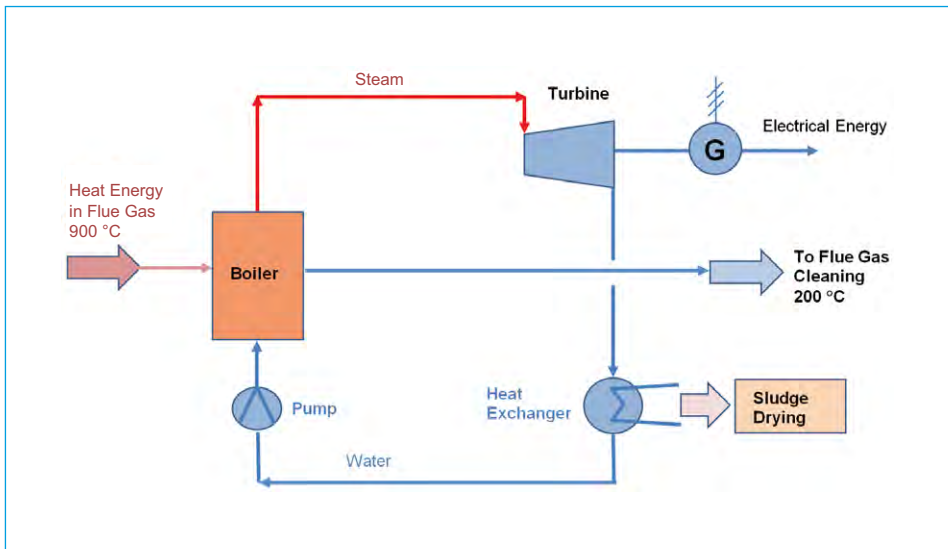 Steam
Turbine
G
Electrical Energy
Heat Energy
in Flue Gas
900 °C
Boiler
To Flue Gas
Cleaning
200 °C
Pump
Heat
Exchanger
Sludge
Drying
Water